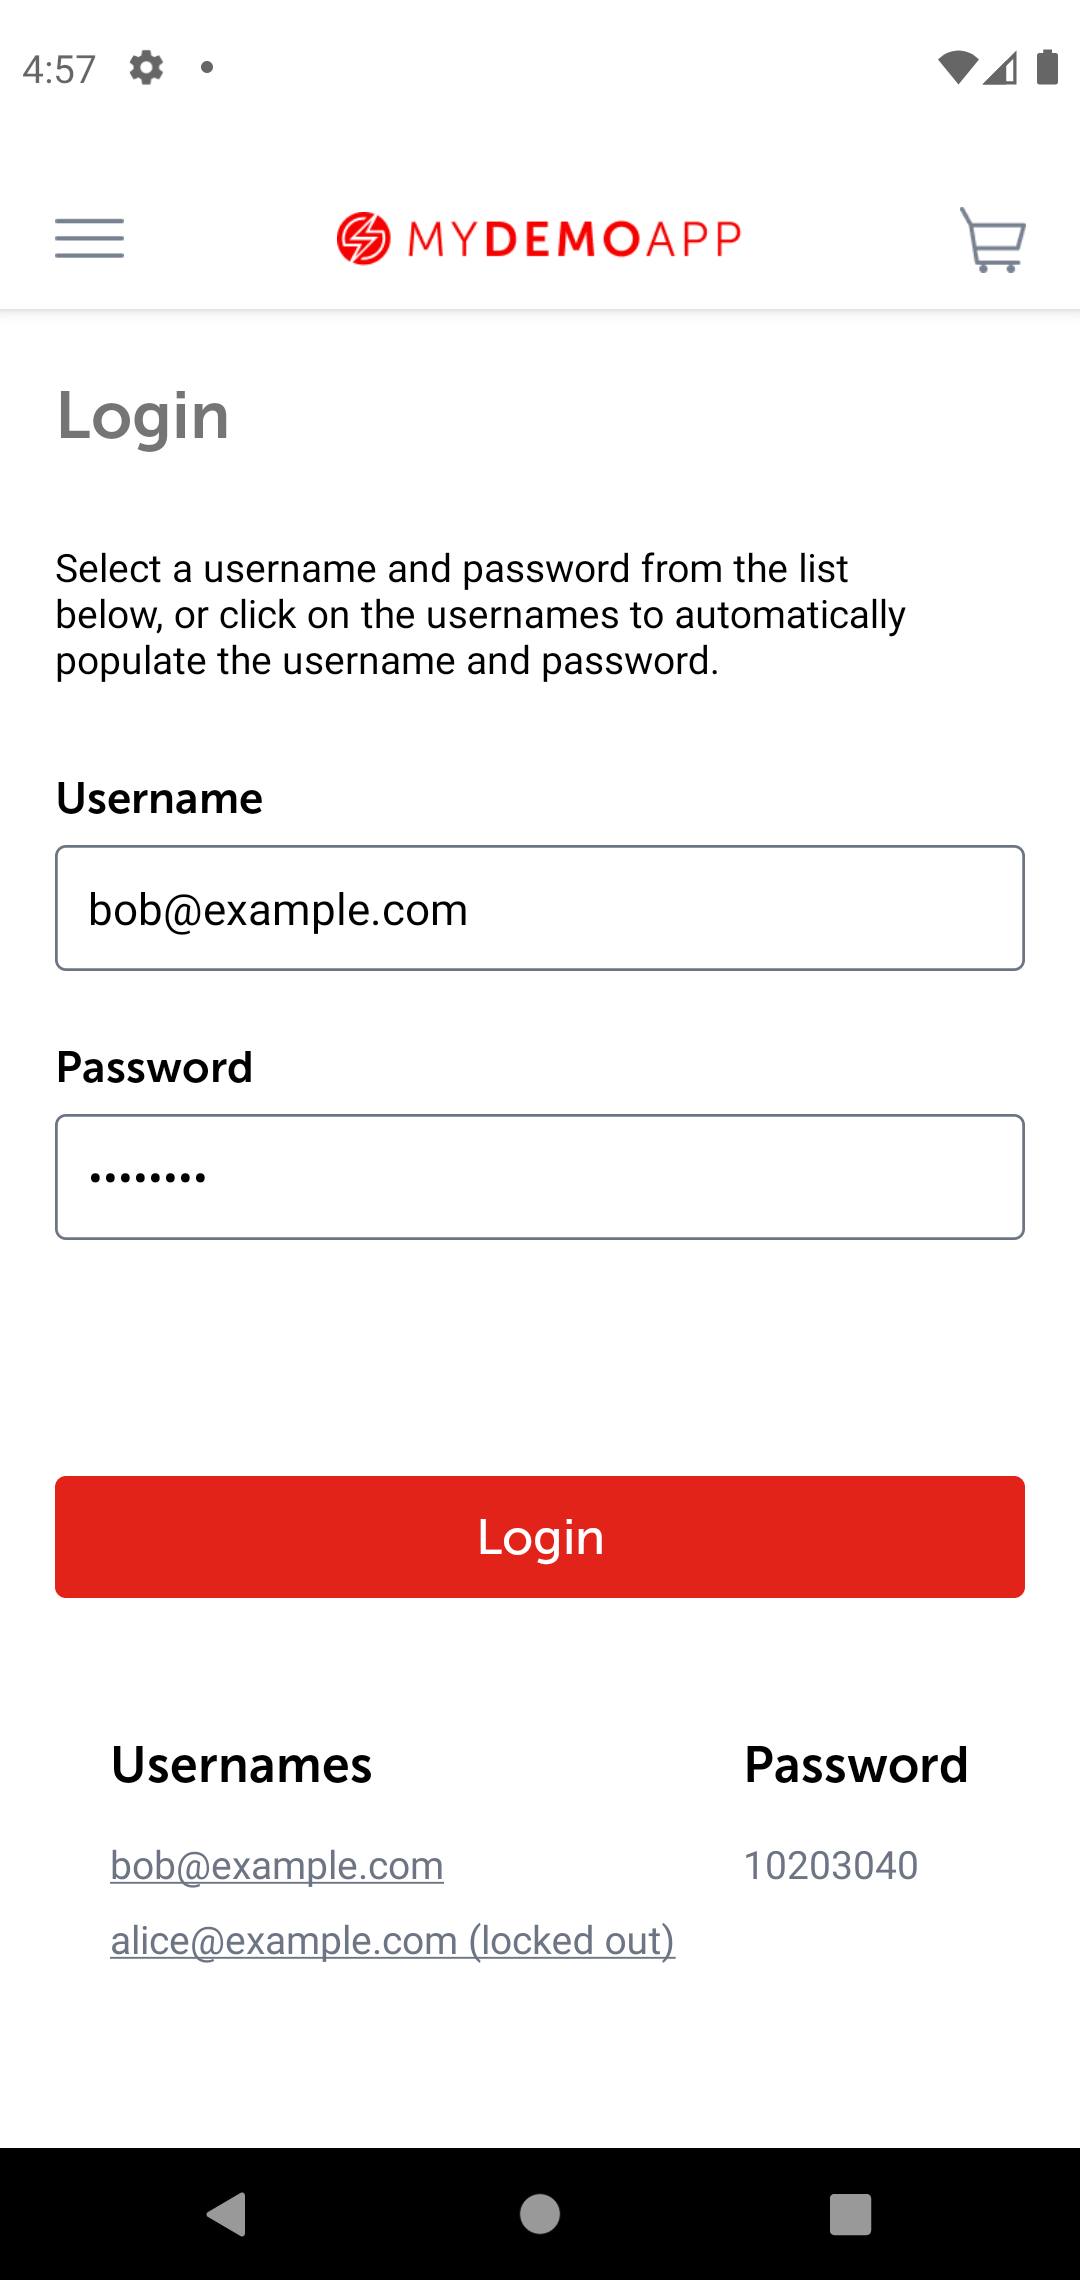 4:57
MYDEMOAPP
Login
Select a username and password from the list
below, or click on the usernames to automatically
populate the username and password.
Username
bob@example.com
Password
••••••••
Login
Usernames
Password
bob@example.com
10203040
alice@example.com (locked out)